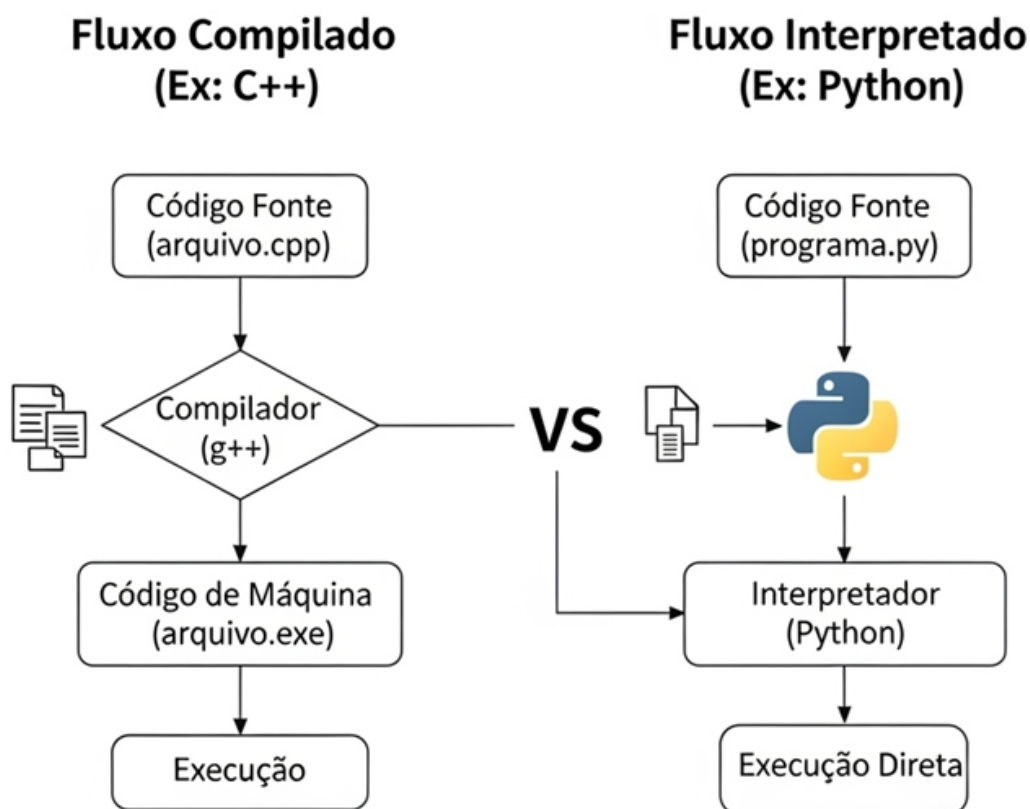 Fluxo Compilado
(Ex: C++)
Código Fonte
(arquivo.cpp)
Compilador
(g++)
Código de Máquina
(arquivo.exe)
Execução
VS
Fluxo Interpretado
(Ex: Python)
Código Fonte
(programa.py)
Interpretador
(Python)
Execução Direta